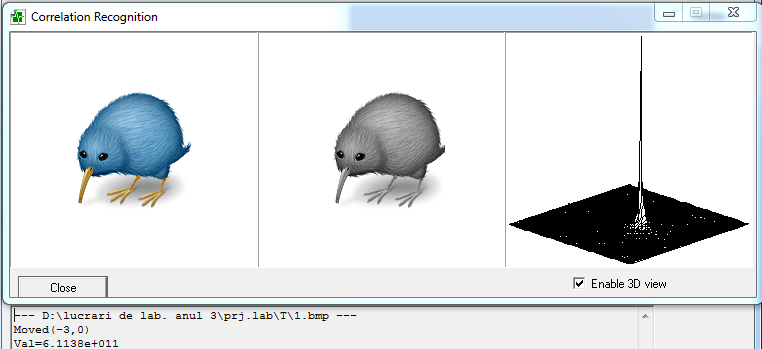 Correlation Recognition
Close
Enable 3D view
--- D:\lucrari de lab. anul 3\prj.lab\T\1.bmp ---
Moved(-3,0)
Val=6.1138e+011